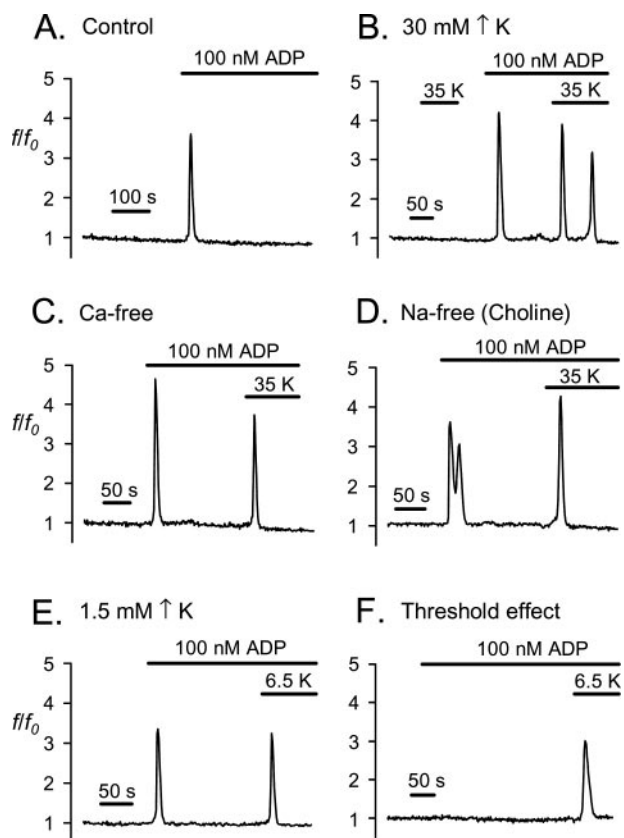 A. Control
100 nM ADP
5
4
f/f0
3
100 s
2
1
B. 30 mM ↑ K
100 nM ADP
5
35 K
35 K
4
3
2
50 s
1
C. Ca-free
100 nM ADP
5
35 K
4
f/f0
3
2
50 s
1
D. Na-free (Choline)
100 nM ADP
5
35 K
4
3
2
50 s
1
E. 1.5 mM ↑ K
100 nM ADP
5
6.5 K
4
f/f0
3
2
50 s
1
F. Threshold effect
100 nM ADP
5
6.5 K
4
3
2
50 s
1